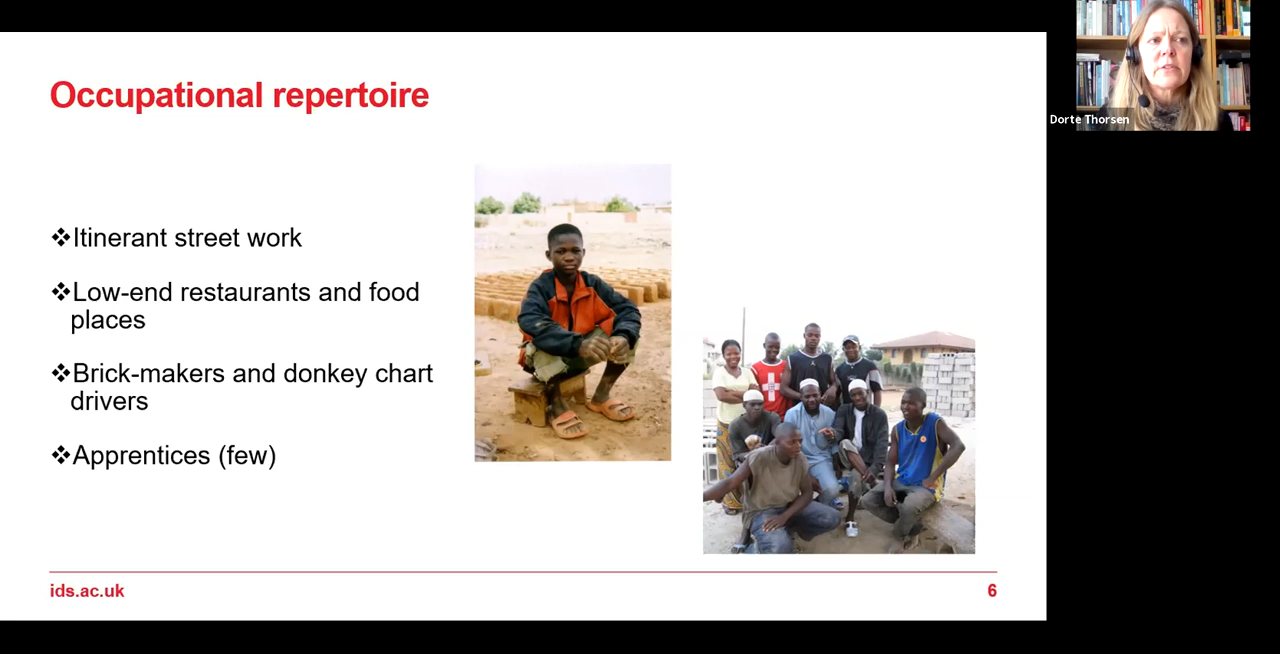 Occupational repertoire
❖Itinerant street work
❖Low-end restaurants and food
places
❖Brick-makers and donkey chart
drivers
❖Apprentices (few)
ids.ac.uk
6
Dorte Thorsen